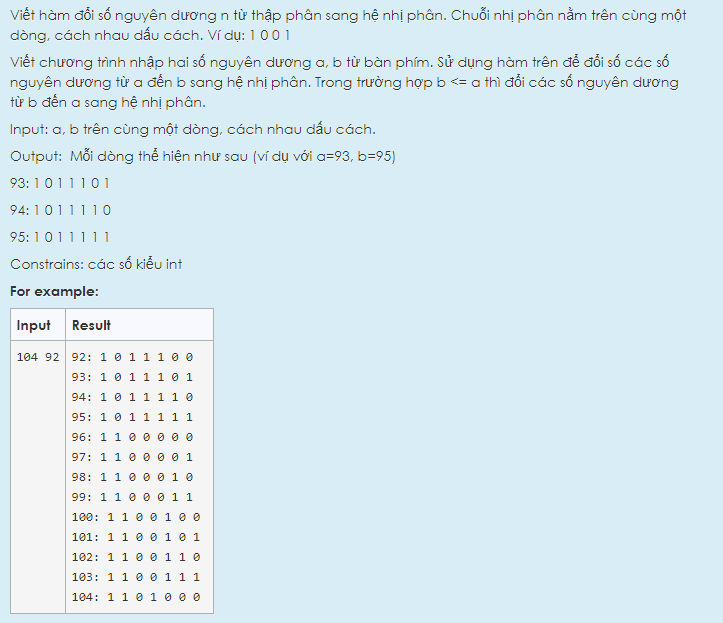 Viết hàm đổi số nguyên dương n từ thập phân sang hệ nhị phân. Chuỗi nhị phân nằm trên cùng một
dòng, cách nhau dấu cách. Ví dụ: 1 0 0 1
Viết chương trình nhập hai số nguyên dương a, b từ bàn phím. Sử dụng hàm trên để đổi số các số
nguyên dương từ a đến b sang hệ nhị phân. Trong trường hợp b <= a thì đổi các số nguyên dương
từ b đến a sang hệ nhị phân.
Input: a, b trên cùng một dòng, cách nhau dấu cách.
Output: Mỗi dòng thể hiện như sau (ví dụ với a=93, b=95)
93: 1 0 1 1 1 0 1
94: 1 0 1 1 1 1 0
95: 1 0 1 1 1 1 1
Constrains: các số kiểu int
For example:
Input Result
104 92 92: 1 0 1 1 1 0 0
93: 1 0 1 1 1 0 1
94: 1 0 1 1 1 1 0
95: 1 0 1 1 1 1 1
96: 1 1 0 0 0 0 0
97: 1 1 0 0 0 0 1
98: 1 1 0 0 0 1 0
99: 1 1 0 0 0 1 1
100: 1 1 0 0 1 0 0
101: 1 1 0 0 1 0 1
102: 1 1 0 0 1 1 0
103: 1 1 0 0 1 1 1
104: 1 1 0 1 0 0 0